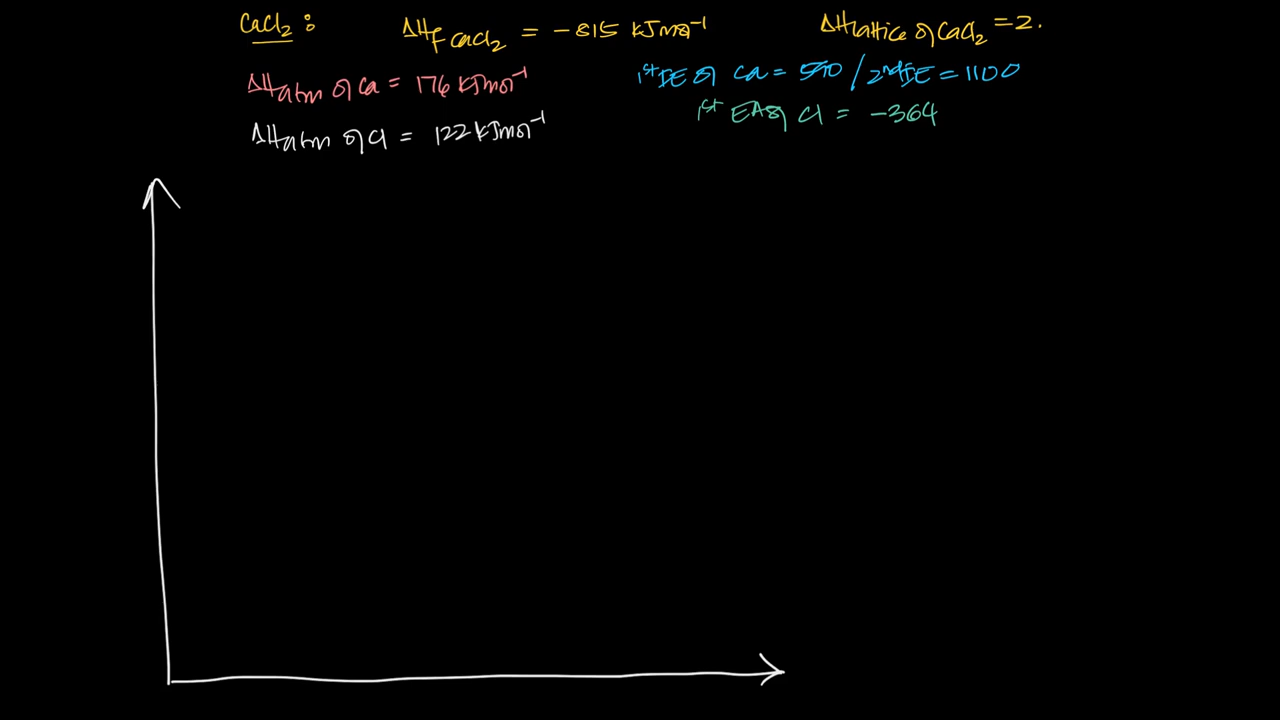 CaCl₂ : ΔHf CaCl₂ = -815 kJmol⁻¹ ΔHlattice of CaCl₂ = 2.
ΔHatm of Ca = 176 kJmol⁻¹ 1st IE of Ca = 590 / 2nd IE = 1100
1st EA of Cl = -364
ΔHatm of Cl = 122 kJmol⁻¹